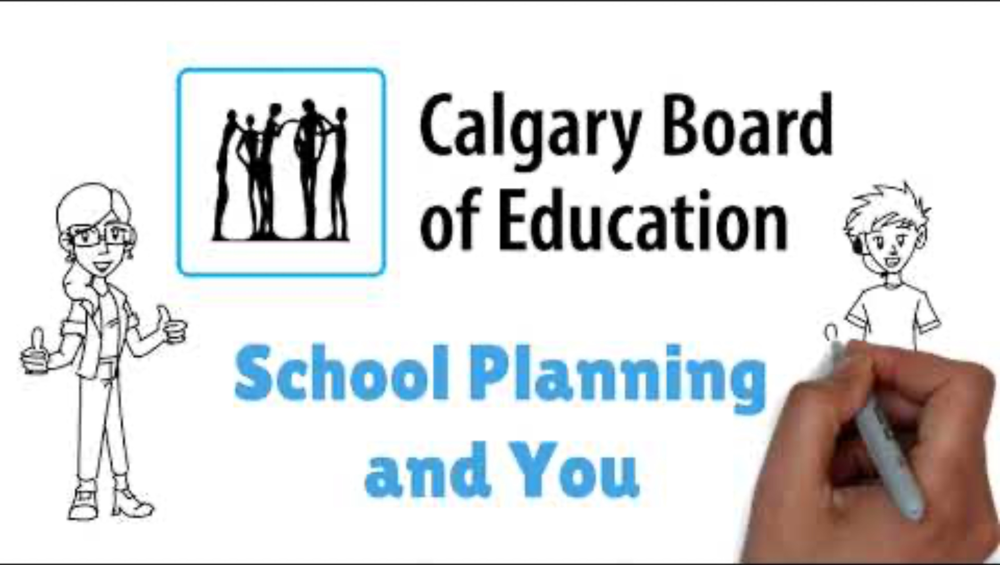 Calgary Board
of Education
School Planning
and You